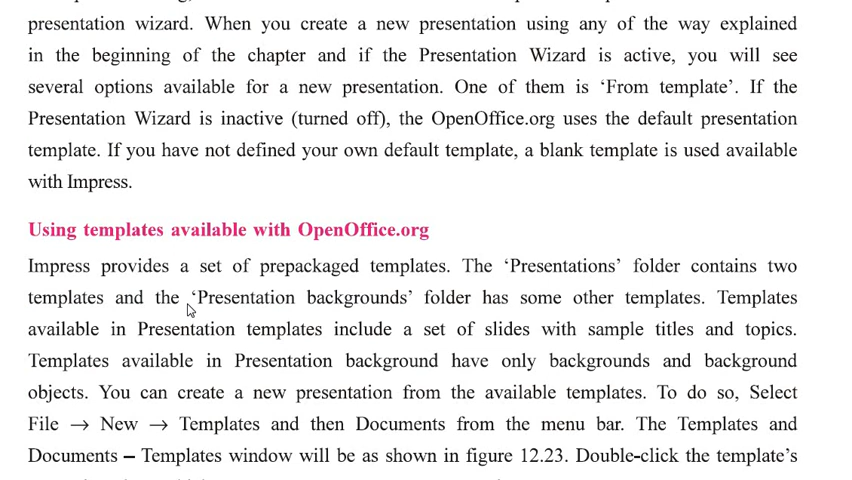 presentation wizard. When you create a new presentation using any of the way explained
in the beginning of the chapter and if the Presentation Wizard is active, you will see
several options available for a new presentation. One of them is ‘From template’. If the
Presentation Wizard is inactive (turned off), the OpenOffice.org uses the default presentation
template. If you have not defined your own default template, a blank template is used available
with Impress.
Using templates available with OpenOffice.org
Impress provides a set of prepackaged templates. The ‘Presentations’ folder contains two
templates and the ‘Presentation backgrounds’ folder has some other templates. Templates
available in Presentation templates include a set of slides with sample titles and topics.
Templates available in Presentation background have only backgrounds and background
objects. You can create a new presentation from the available templates. To do so, Select
File → New → Templates and then Documents from the menu bar. The Templates and
Documents – Templates window will be as shown in figure 12.23. Double-click the template’s